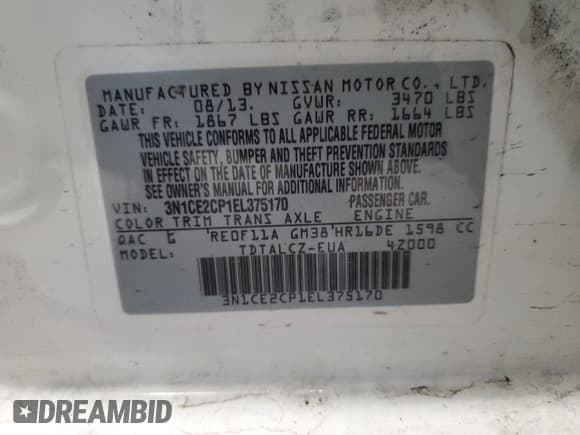 MANUFACTURED BY NISSAN MOTOR CO., LTD.
DATE: 08/13. GVWR: 3470 LBS
GAWR FR: 1867 LBS GAWR RR: 1664 LBS
THIS VEHICLE CONFORMS TO ALL APPLICABLE FEDERAL MOTOR
VEHICLE SAFETY, BUMPER AND THEFT PREVENTION STANDARDS
IN EFFECT ON THE DATE OF MANUFACTURE SHOWN ABOVE.
SEE OWNER'S MANUAL FOR ADDITIONAL INFORMATION.
VIN: 3N1CE2CP1EL375170 PASSENGER CAR.
COLOR TRIM TRANS AXLE ENGINE
QAC G RE0F11A GM38 HR16DE 1598 CC
MODEL: TDTALCZ-EUA 4Z000
3N1CE2CP1EL375170
DREAMBID